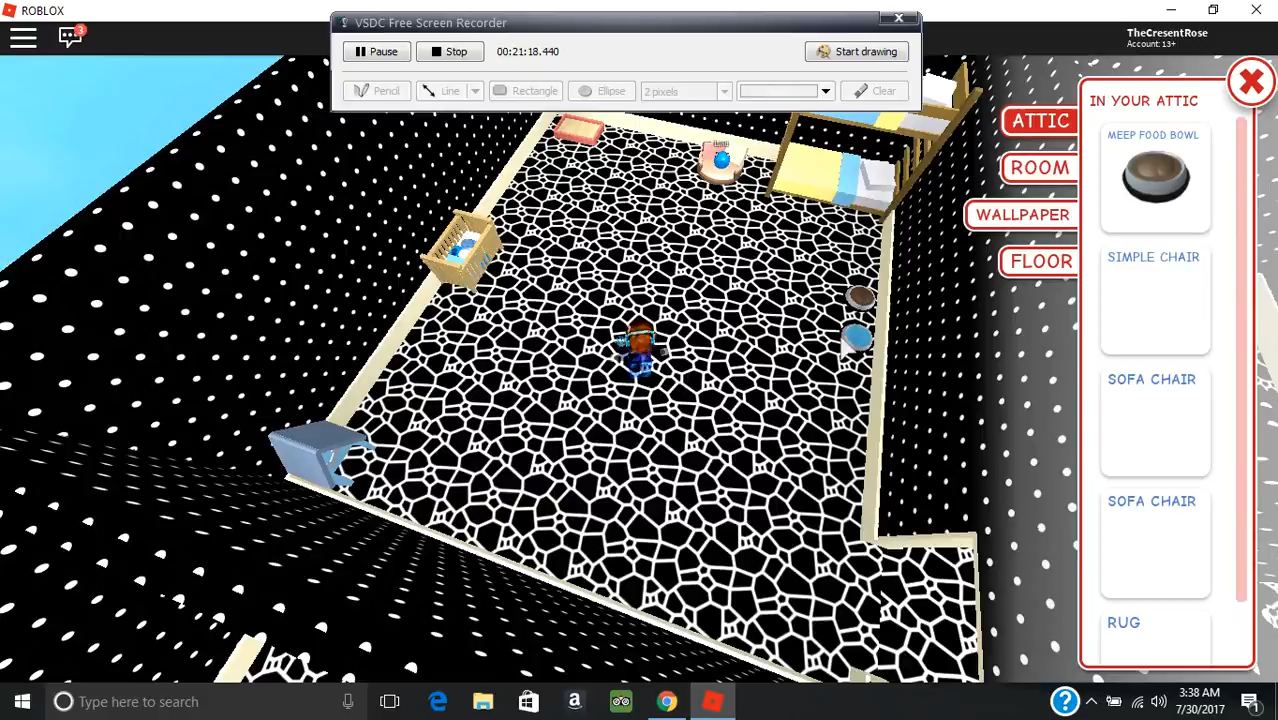 ROBLOX
VSDC Free Screen Recorder
3
Pause
Stop
00:21:18.440
Start drawing
TheCresentRose
Account: 13+
Pencil
Line
Rectangle
Ellipse
2 pixels
Clear
IN YOUR ATTIC
ATTIC
ROOM
WALLPAPER
FLOOR
MEEP FOOD BOWL
SIMPLE CHAIR
SOFA CHAIR
SOFA CHAIR
RUG
Type here to search
3:38 AM
7/30/2017
1